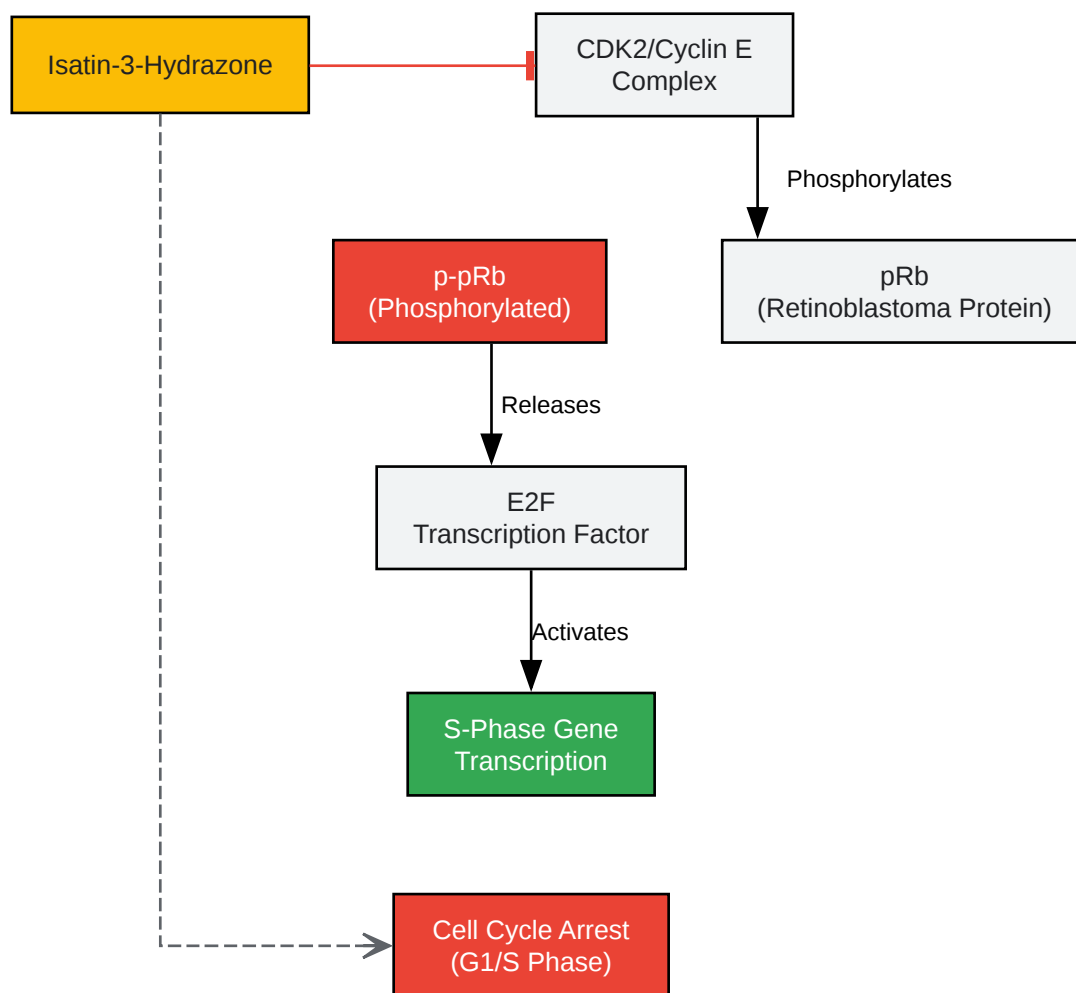 Isatin-3-Hydrazone
CDK2/Cyclin E
Complex
Phosphorylates
p-pRb
(Phosphorylated)
pRb
(Retinoblastoma Protein)
Releases
E2F
Transcription Factor
Activates
S-Phase Gene
Transcription
Cell Cycle Arrest
(G1/S Phase)